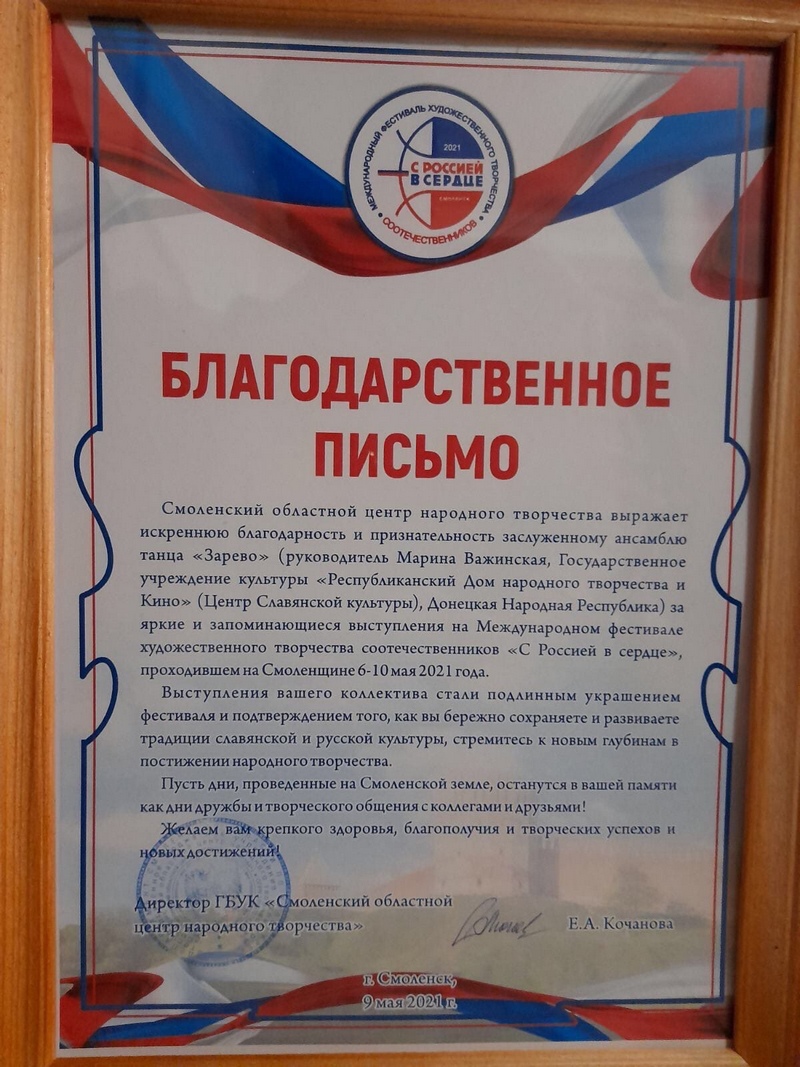 МЕЖДУНАРОДНЫЙ ФЕСТИВАЛЬ ХУДОЖЕСТВЕННОГО ТВОРЧЕСТВА
2021
С РОССИЕЙ
В СЕРДЦЕ
СООТЕЧЕСТВЕННИКОВ
БЛАГОДАРСТВЕННОЕ
ПИСЬМО
Смоленский областной центр народного творчества выражает
искреннюю благодарность и признательность заслуженному ансамблю
танца «Зарево» (руководитель Марина Важинская, Государственное
учреждение культуры «Республиканский Дом народного творчества и
Кино» (Центр Славянской культуры), Донецкая Народная Республика) за
яркие и запоминающиеся выступления на Международном фестивале
художественного творчества соотечественников «С Россией в сердце»,
проходившем на Смоленщине 6-10 мая 2021 года.
Выступления вашего коллектива стали подлинным украшением
фестиваля и подтверждением того, как вы бережно сохраняете и развиваете
традиции славянской и русской культуры, стремитесь к новым глубинам в
постижении народного творчества.
Пусть дни, проведенные на Смоленской земле, останутся в вашей памяти
как дни дружбы и творческого общения с коллегами и друзьями!
Желаем вам крепкого здоровья, благополучия и творческих успехов и
новых достижений!
Директор ГБУК «Смоленский областной
центр народного творчества»
Е.А. Кочанова
г. Смоленск,
9 мая 2021 г.